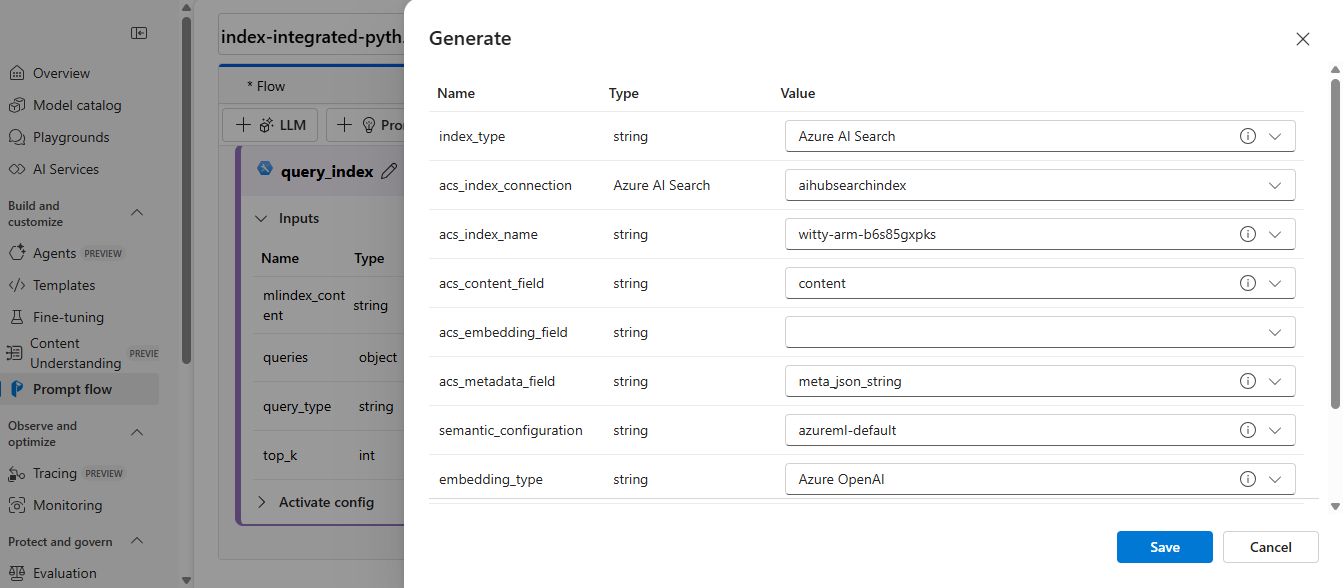 Overview
Model catalog
Playgrounds
AI Services
Build and
customize
Agents PREVIEW
Templates
Fine-tuning
Content
Understanding PREVIE
Prompt flow
Observe and
optimize
Tracing PREVIEW
Monitoring
Protect and govern
Evaluation
index-integrated-pyth
* Flow
LLM
query_index
Inputs
Name Type
mlindex_cont
ent
string
queries object
query_type string
top_k int
Activate config
Generate
Name Type Value
index_type string Azure AI Search
acs_index_connection Azure AI Search aihubsearchindex
acs_index_name string witty-arm-b6s85gxpks
acs_content_field string content
acs_embedding_field string
acs_metadata_field string meta_json_string
semantic_configuration string azureml-default
embedding_type string Azure OpenAI
Save Cancel